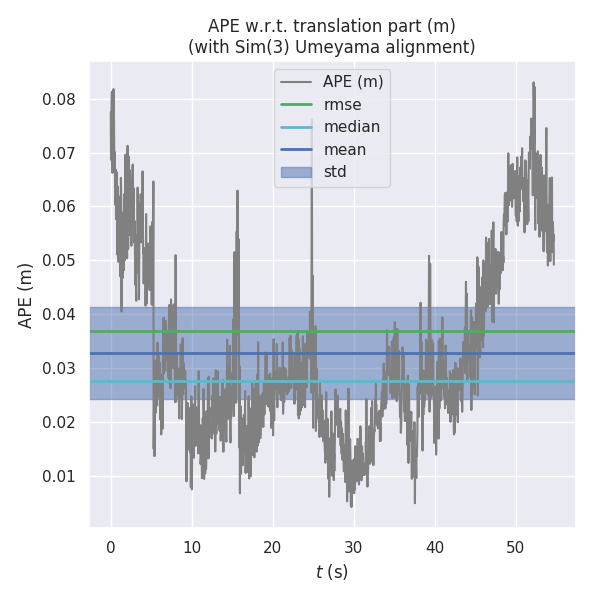 APE w.r.t. translation part (m)
(with Sim(3) Umeyama alignment)
APE (m)
rmse
median
mean
std
APE (m)
0.08
0.07
0.06
0.05
0.04
0.03
0.02
0.01
0 10 20 30 40 50
t (s)